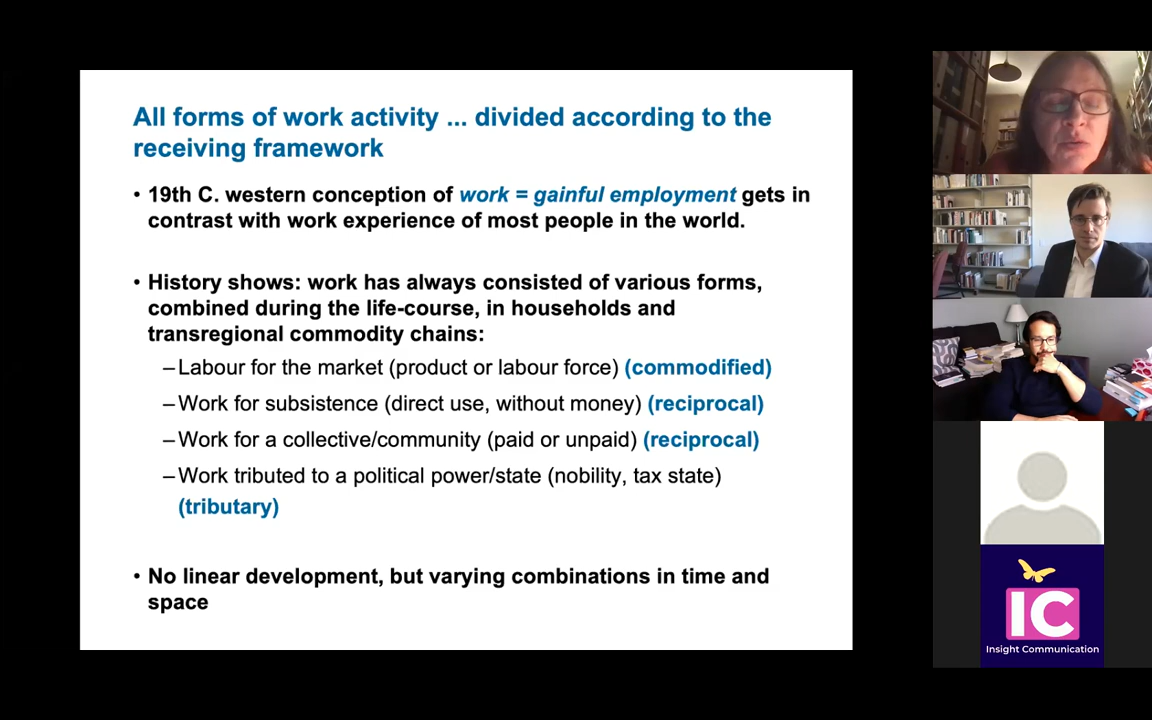 All forms of work activity ... divided according to the
receiving framework
• 19th C. western conception of work = gainful employment gets in
contrast with work experience of most people in the world.
• History shows: work has always consisted of various forms,
combined during the life-course, in households and
transregional commodity chains:
–Labour for the market (product or labour force) (commodified)
–Work for subsistence (direct use, without money) (reciprocal)
–Work for a collective/community (paid or unpaid) (reciprocal)
–Work tributed to a political power/state (nobility, tax state)
(tributary)
• No linear development, but varying combinations in time and
space
IC
Insight Communication